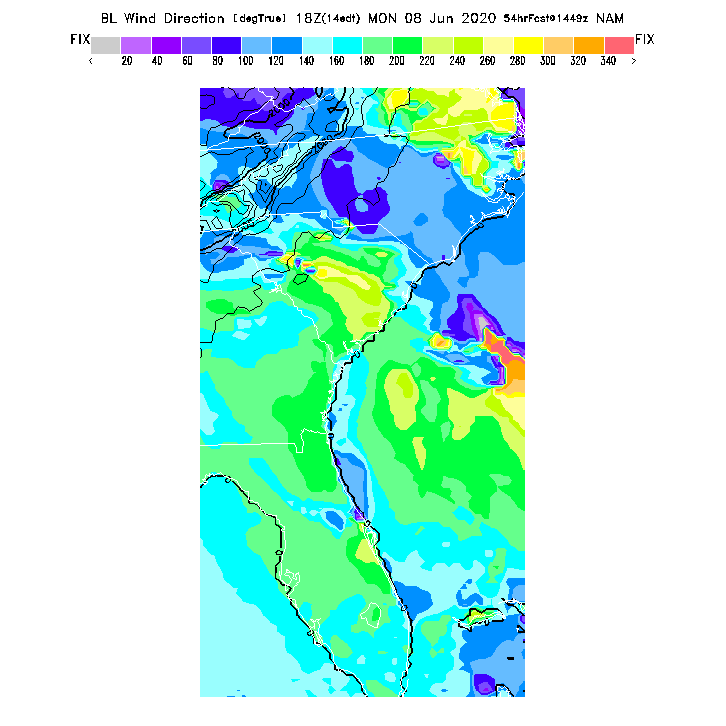 BL Wind Direction [degTrue] 18Z(14edt) MON 08 Jun 2020 54hrFcst@1449z NAM
FIX FIX
< 20 40 60 80 100 120 140 160 180 200 220 240 260 280 300 320 340 >